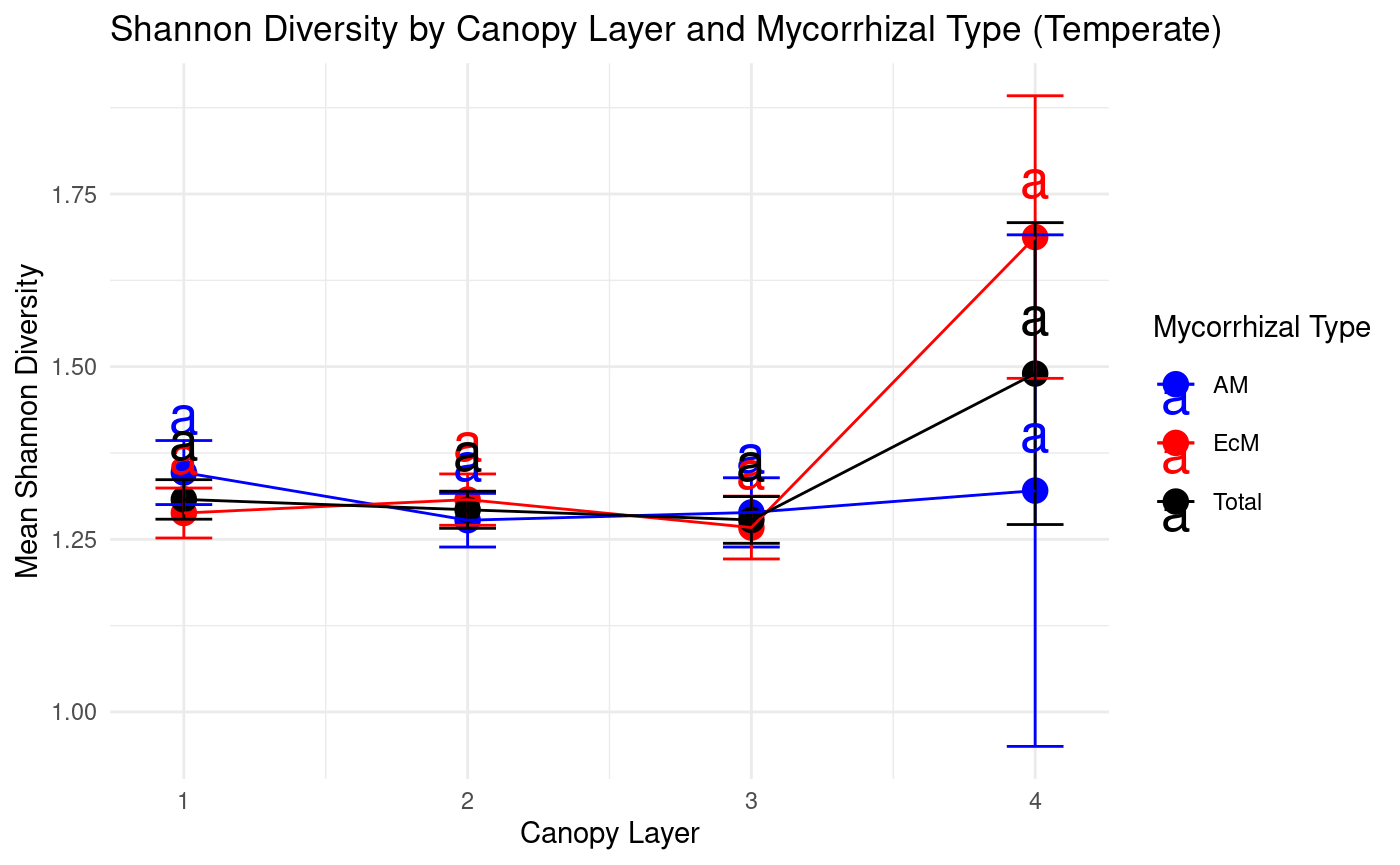 Shannon Diversity by Canopy Layer and Mycorrhizal Type (Temperate)
Mean Shannon Diversity
1.75
1.50
1.25
1.00
a
a
a
a
a
a
a
a
a
a
a
a
1
2
3
4
Canopy Layer
Mycorrhizal Type
a AM
a EcM
a Total